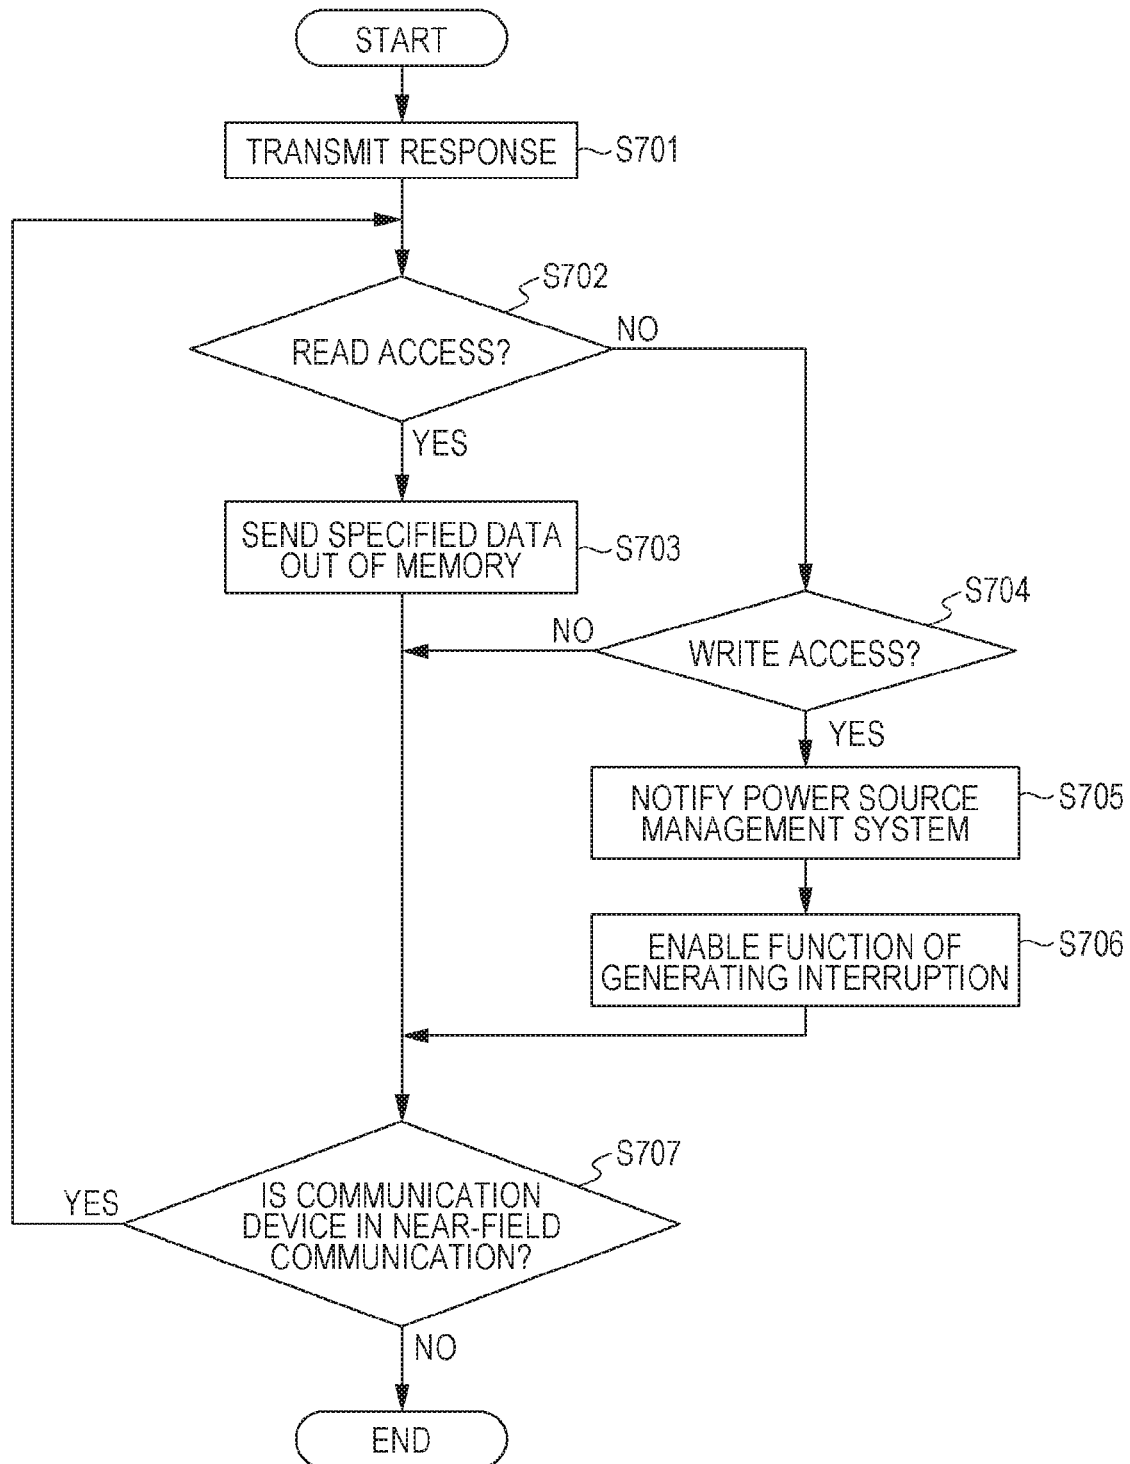 START
TRANSMIT RESPONSE
S701
S702
READ ACCESS?
NO
YES
SEND SPECIFIED DATA
OUT OF MEMORY
S703
S704
NO
WRITE ACCESS?
YES
NOTIFY POWER SOURCE
MANAGEMENT SYSTEM
S705
ENABLE FUNCTION OF
GENERATING INTERRUPTION
S706
S707
YES
IS COMMUNICATION
DEVICE IN NEAR-FIELD
COMMUNICATION?
NO
END